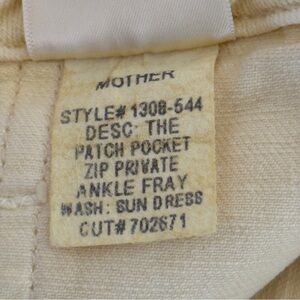 MOTHER
STYLE# 1308-544
DESC: THE
PATCH POCKET
ZIP PRIVATE
ANKLE FRAY
WASH: SUN DRESS
CUT# 702671